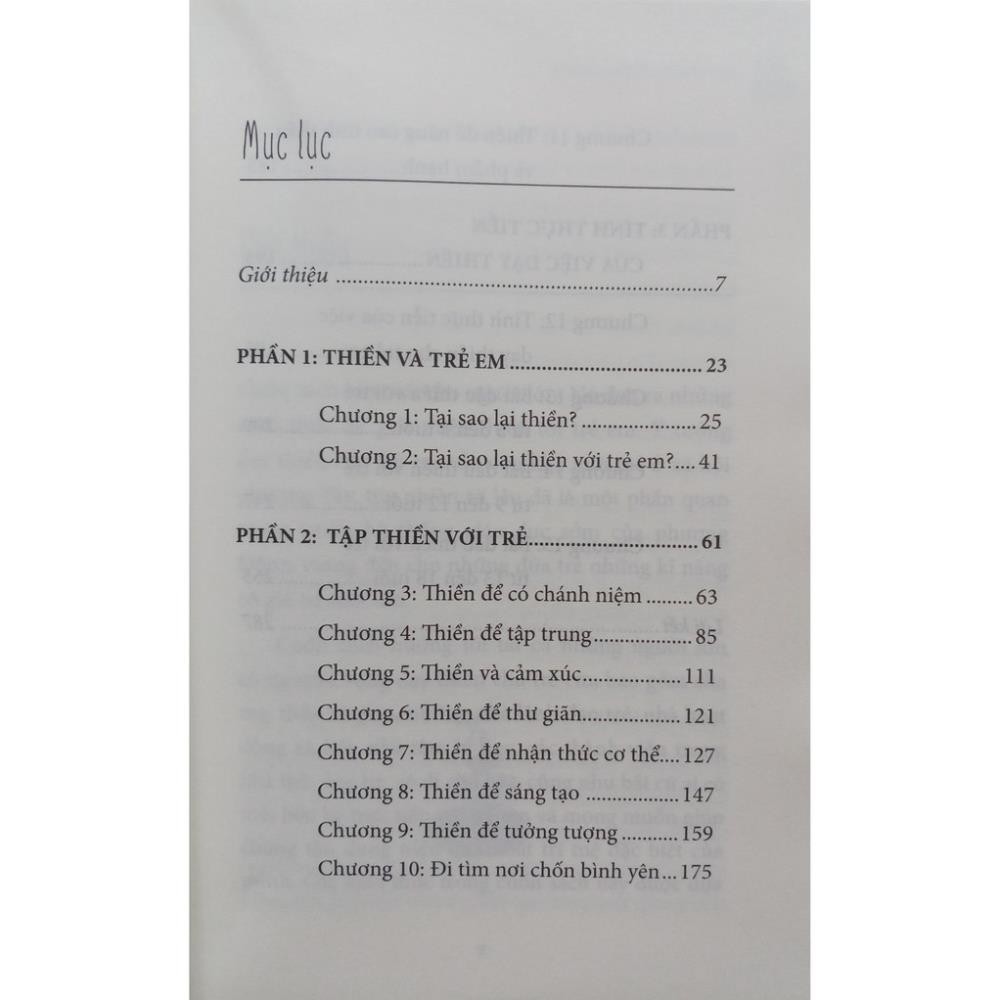 Mục lục
Giới thiệu ........................................................7
PHẦN 1: THIỀN VÀ TRẺ EM ................................... 23
Chương 1: Tại sao lại thiền? ..................... 25
Chương 2: Tại sao lại thiền với trẻ em?....41
PHẦN 2: TẬP THIỀN VỚI TRẺ............................... 61
Chương 3: Thiền để có chánh niệm ......... 63
Chương 4: Thiền để tập trung................... 85
Chương 5: Thiền và cảm xúc................... 111
Chương 6: Thiền để thư giãn................... 121
Chương 7: Thiền để nhận thức cơ thể.... 127
Chương 8: Thiền để sáng tạo .................. 147
Chương 9: Thiền để tưởng tượng ........... 159
Chương 10: Đi tìm nơi chốn bình yên... 175